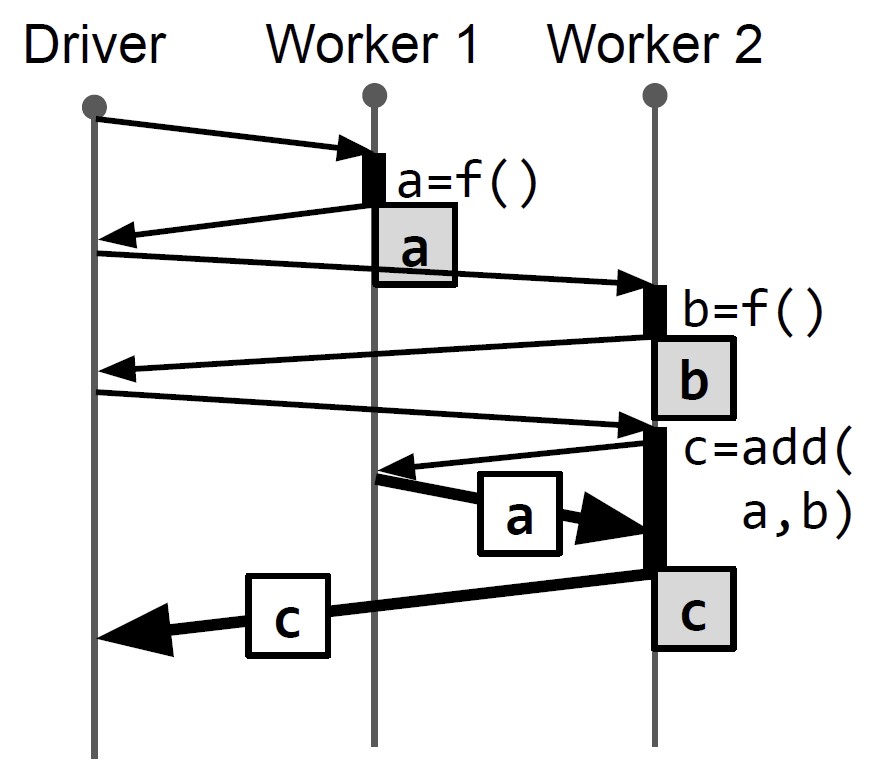 Driver
Worker 1
Worker 2
a=f()
a
b=f()
b
c=add(
a,b)
a
c
c